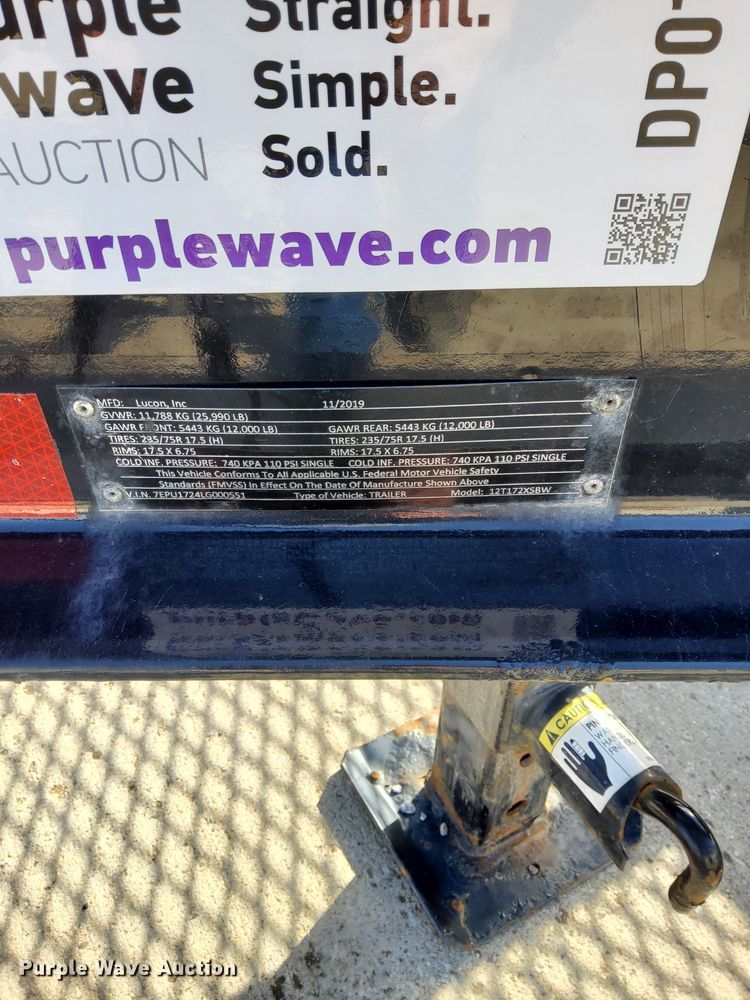 urple Straight.
wave Simple.
AUCTION Sold.
purplewave.com
MFD: Lucon, Inc 11/2019
GVWR: 11,788 KG (25,990 LB)
GAWR FRONT: 5443 KG (12,000 LB) GAWR REAR: 5443 KG (12,000 LB)
TIRES: 235/75R 17.5 (H) TIRES: 235/75R 17.5 (H)
RIMS: 17.5 X 6.75 RIMS: 17.5 X 6.75
COLD INF. PRESSURE: 740 KPA 110 PSI SINGLE COLD INF. PRESSURE: 740 KPA 110 PSI SINGLE
This Vehicle Conforms To All Applicable U.S. Federal Motor Vehicle Safety
Standards (FMVSS) In Effect On The Date Of Manufacture Shown Above
V.I.N. 7EPU1724LG000551 Type of Vehicle: TRAILER Model: 12T172XSBW
CAUT
PIN
Purple Wave Auction